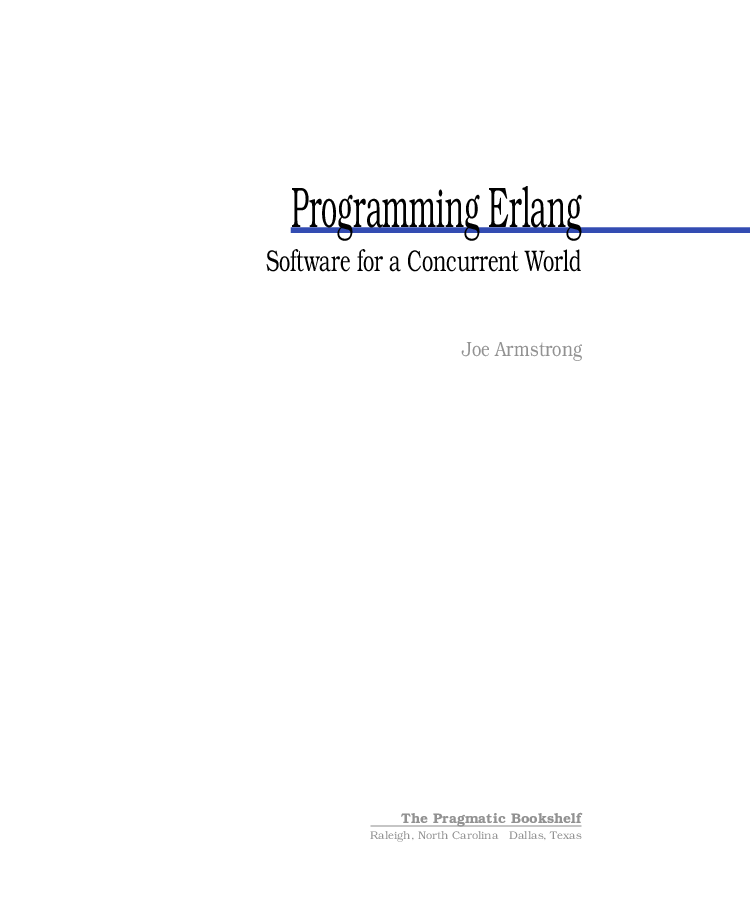 Programming Erlang
Software for a Concurrent World
Joe Armstrong
The Pragmatic Bookshelf
Raleigh, North Carolina Dallas, Texas